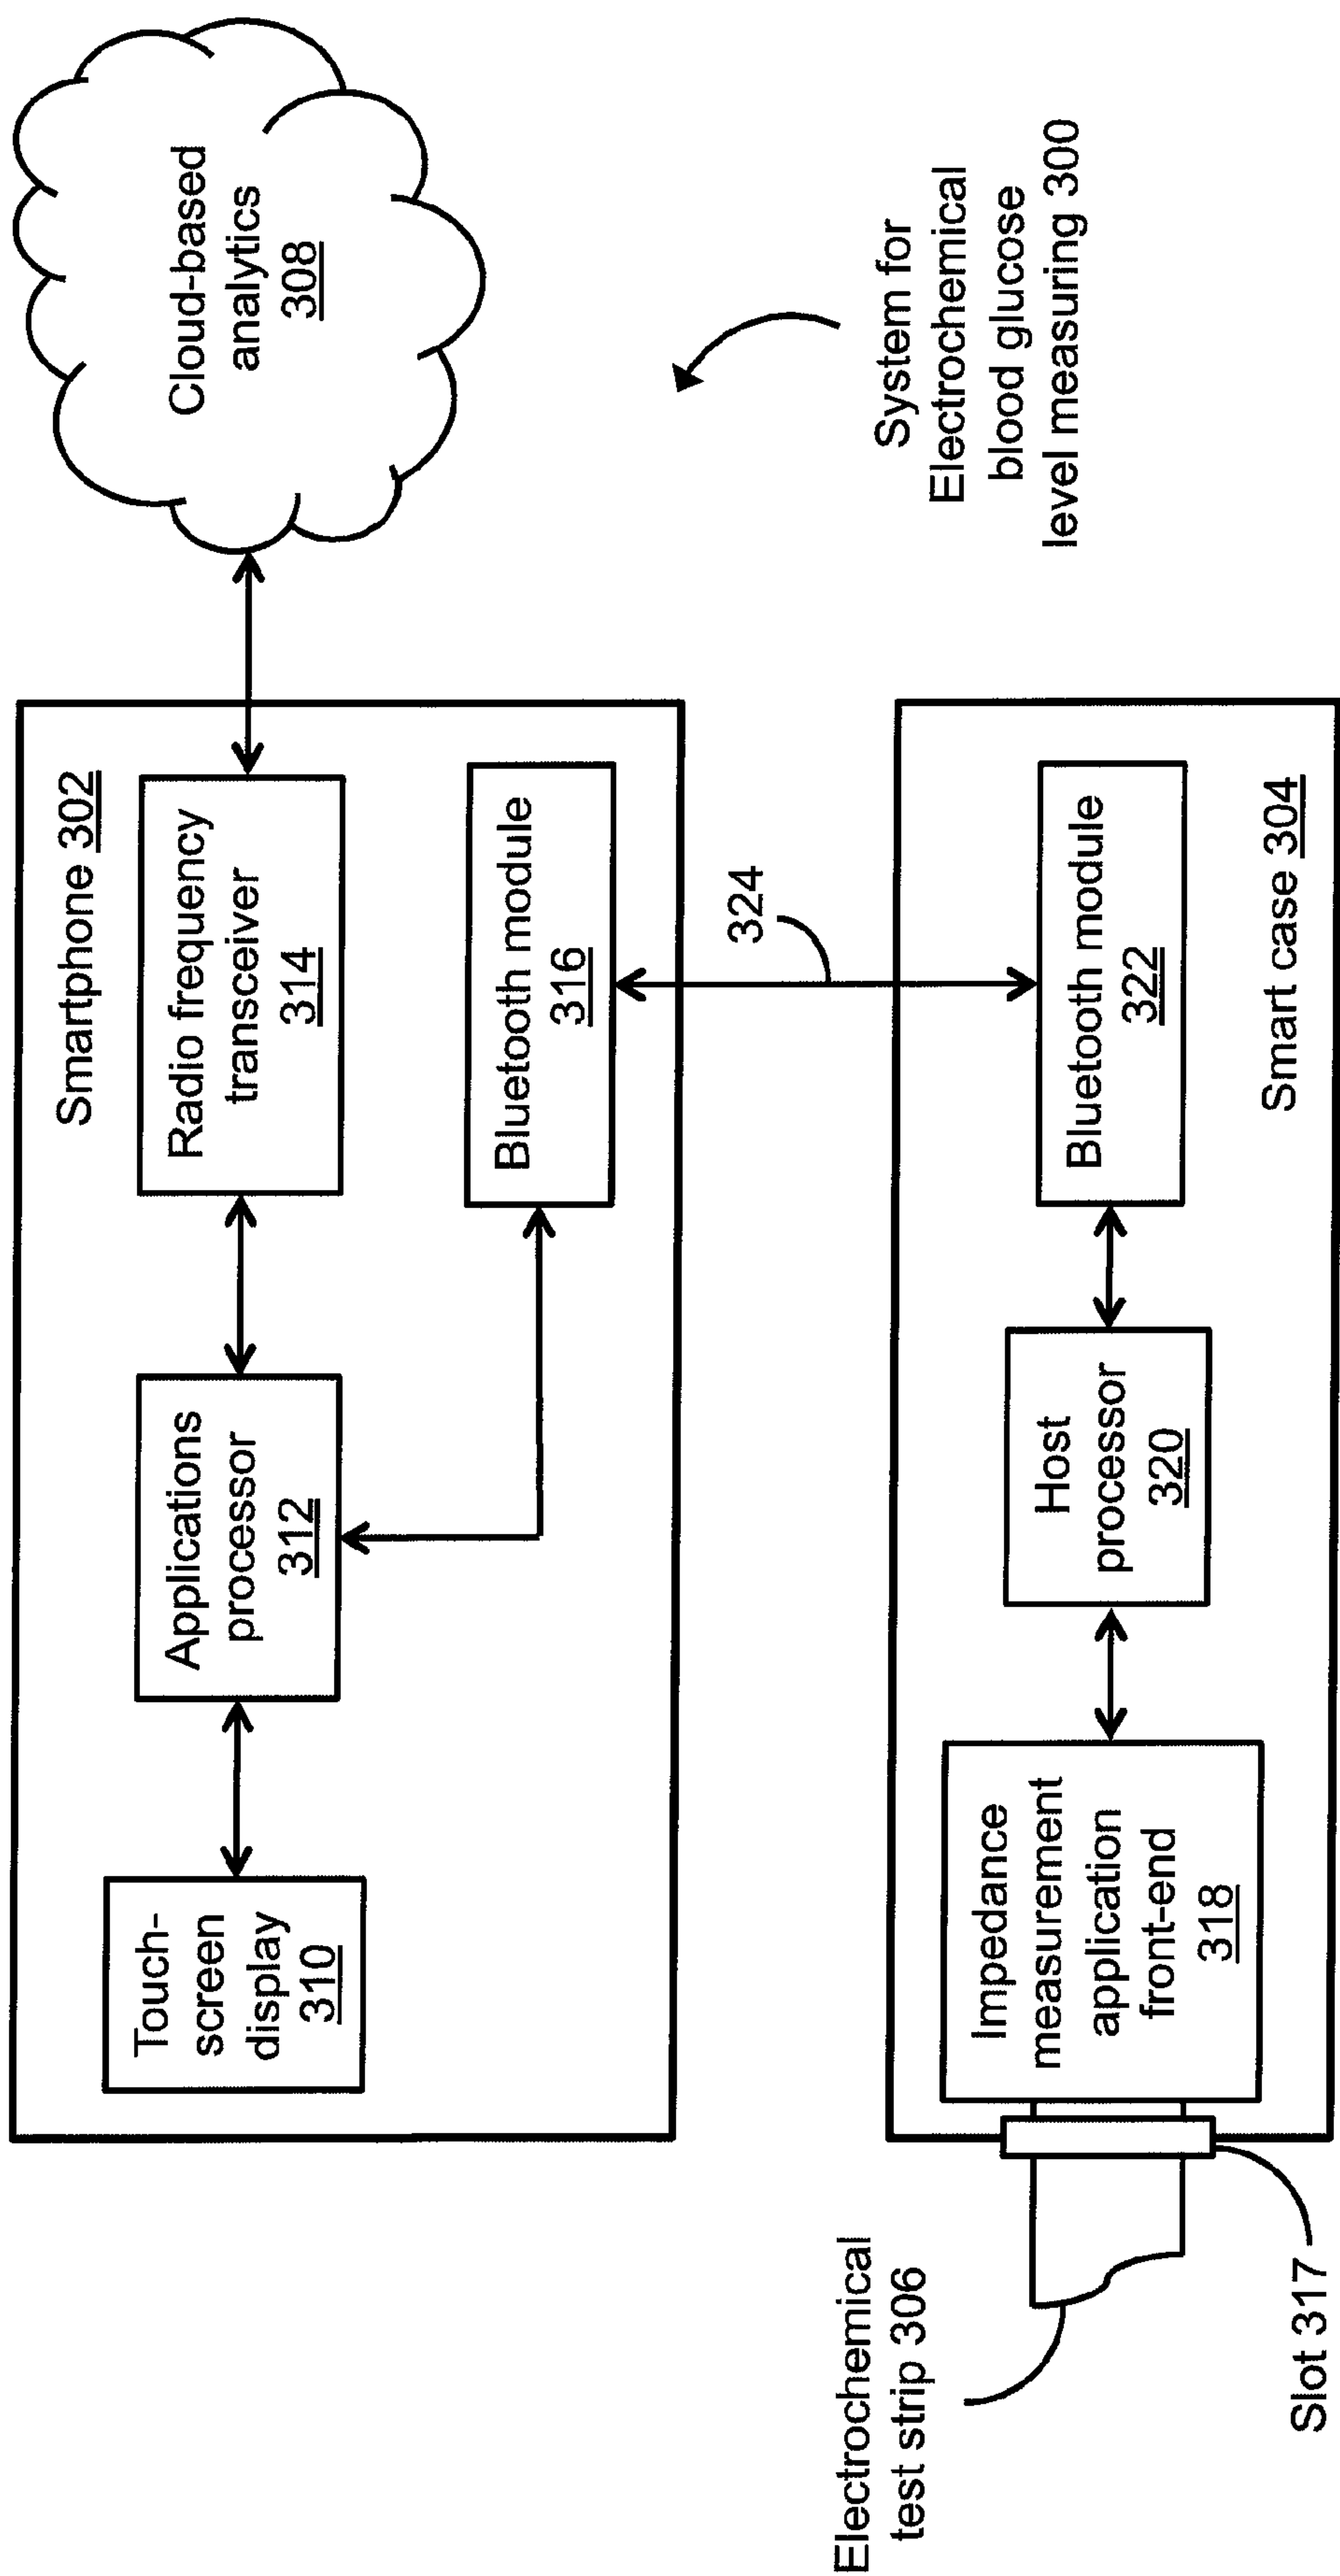 Smartphone 302
Touch-
screen
display
310
Applications
processor
312
Radio frequency
transceiver
314
Bluetooth module
316
Cloud-based
analytics
308
324
System for
Electrochemical
blood glucose
level measuring 300
Electrochemical
test strip 306
Slot 317
Impedance
measurement
application
front-end
318
Host
processor
320
Bluetooth module
322
Smart case 304